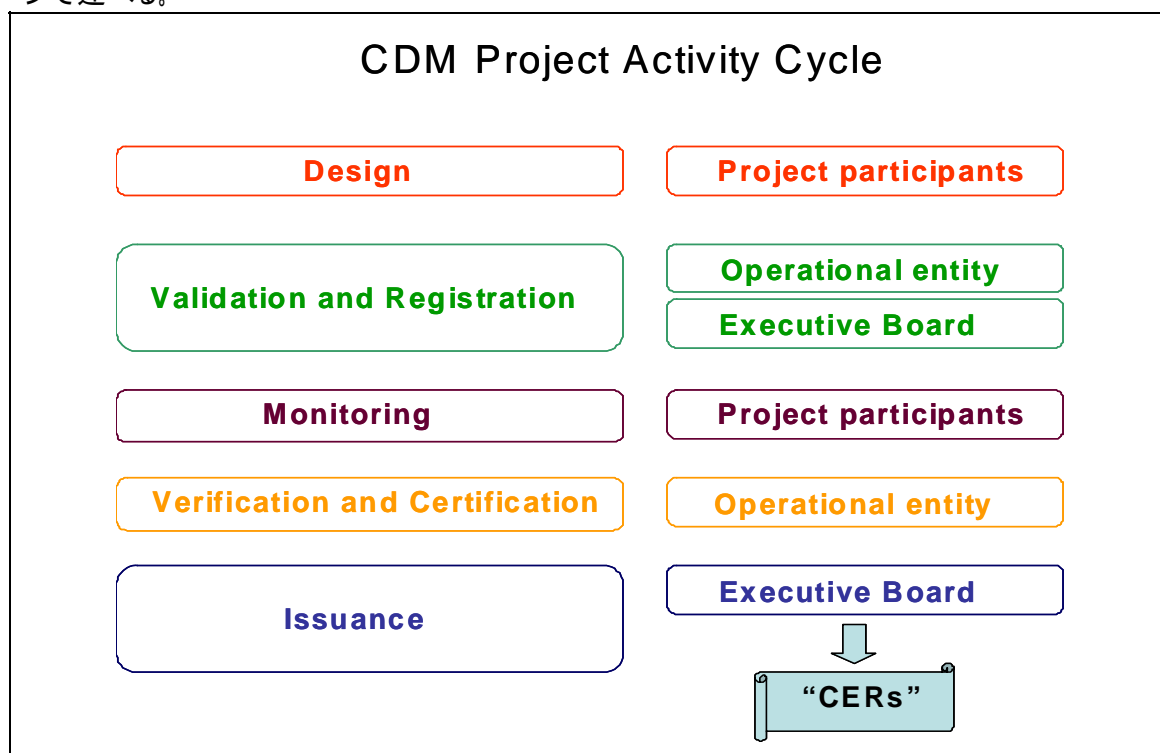 CDM Project Activity Cycle
Design
Project participants
Validation and Registration
Operational entity
Executive Board
Monitoring
Project participants
Verification and Certification
Operational entity
Issuance
Executive Board
“CERs”